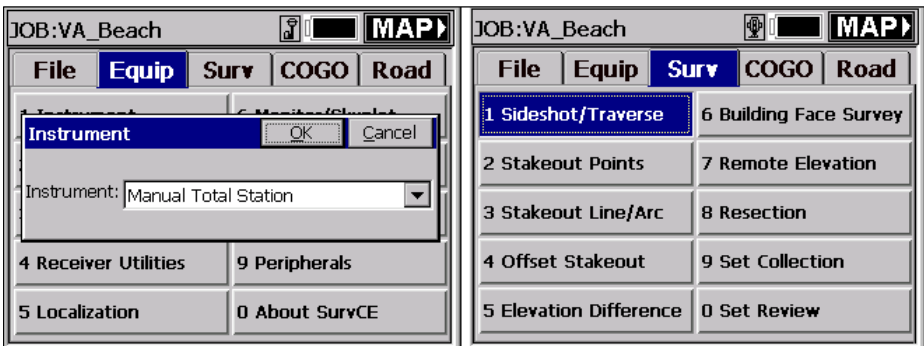 JOB:VA_Beach
MAP
File Equip Surv COGO Road
Instrument OK Cancel
Instrument: Manual Total Station
4 Receiver Utilities 9 Peripherals
5 Localization 0 About SurvCE
JOB:VA_Beach
MAP
File Equip Surv COGO Road
1 Sideshot/Traverse 6 Building Face Survey
2 Stakeout Points 7 Remote Elevation
3 Stakeout Line/Arc 8 Resection
4 Offset Stakeout 9 Set Collection
5 Elevation Difference 0 Set Review